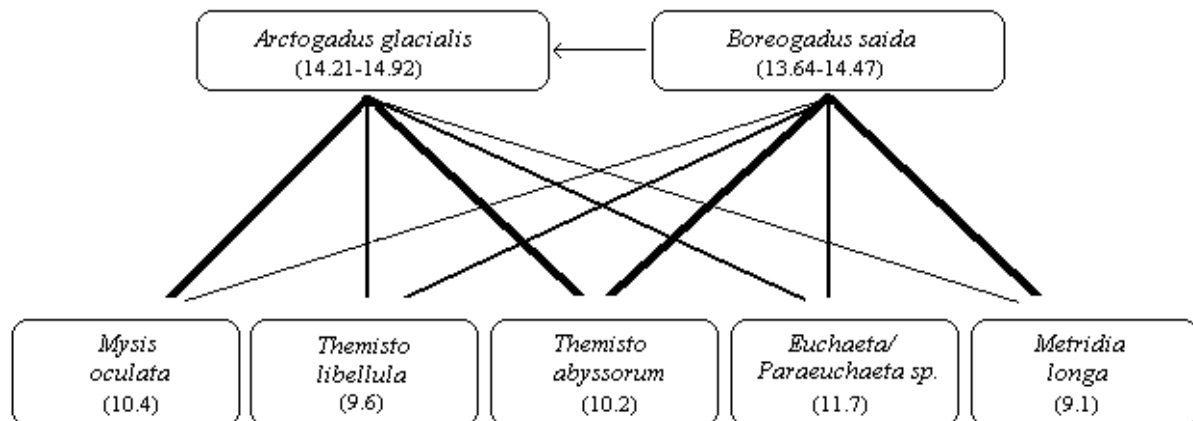 Arctogadus glacialis
(14.21-14.92)
Boreogadus saida
(13.64-14.47)
Mysis
oculata
(10.4)
Themisto
libellula
(9.6)
Themisto
abyssorum
(10.2)
Euchaeta/
Paraeuchaeta sp.
(11.7)
Metridia
longa
(9.1)